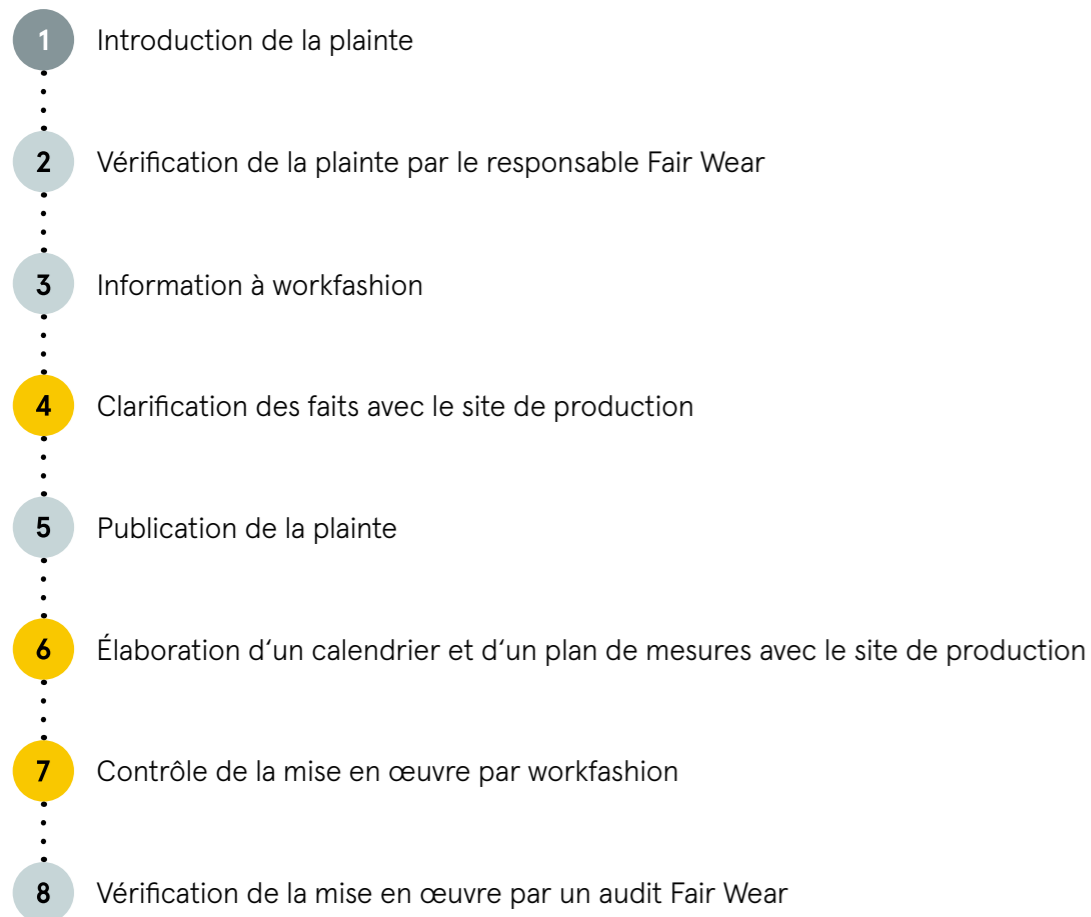 1 Introduction de la plainte
2 Vérification de la plainte par le responsable Fair Wear
3 Information à workfashion
4 Clarification des faits avec le site de production
5 Publication de la plainte
6 Élaboration d‘un calendrier et d‘un plan de mesures avec le site de production
7 Contrôle de la mise en œuvre par workfashion
8 Vérification de la mise en œuvre par un audit Fair Wear